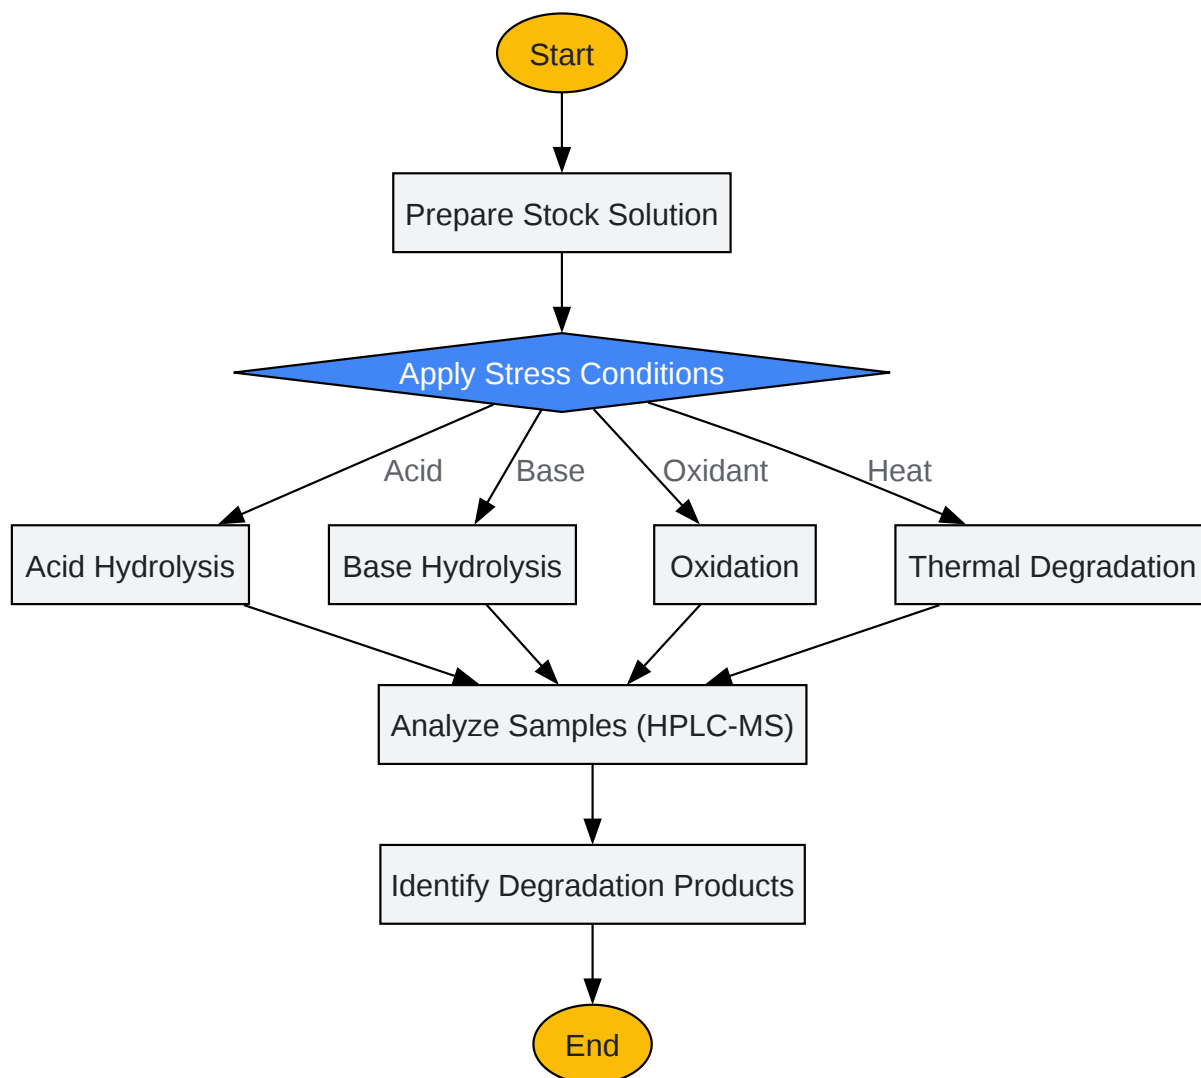 Start
Prepare Stock Solution
Apply Stress Conditions
Acid
Base
Oxidant
Heat
Acid Hydrolysis
Base Hydrolysis
Oxidation
Thermal Degradation
Analyze Samples (HPLC-MS)
Identify Degradation Products
End